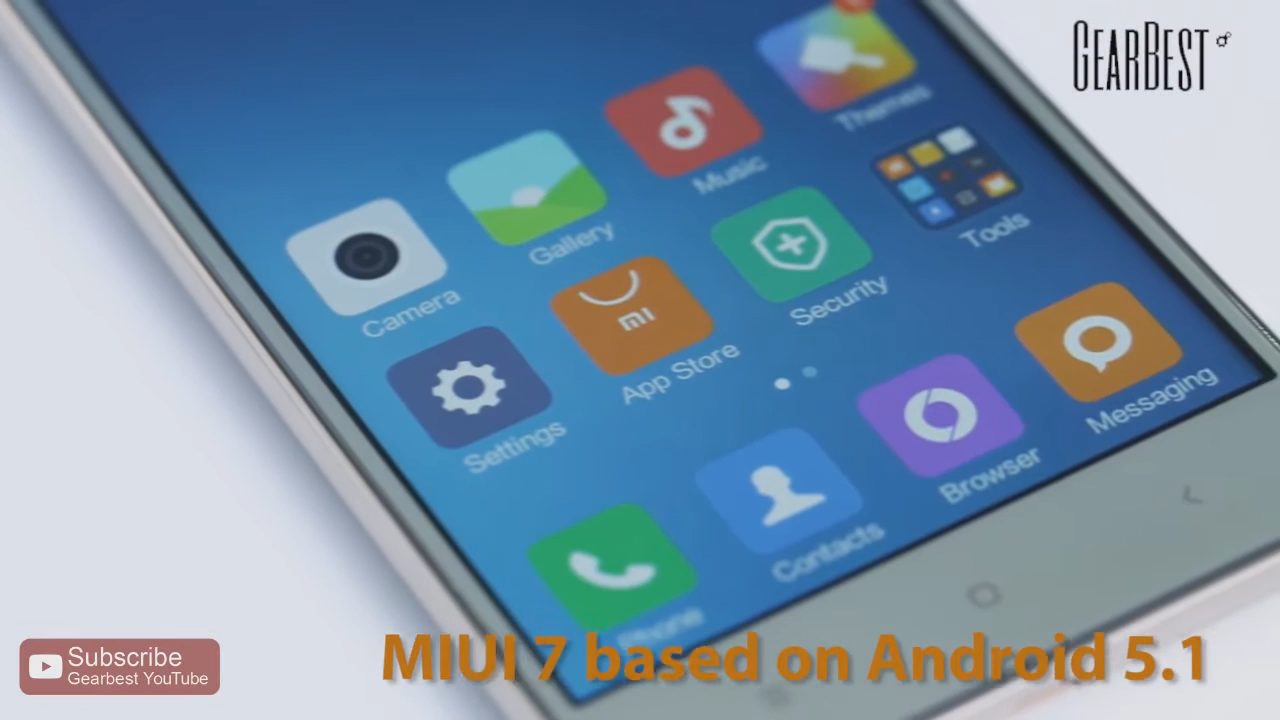 GEARBEST
Themes
Music
Tools
Gallery
Security
Camera
App Store
Messaging
Settings
Browser
Contacts
Phone
MIUI 7 based on Android 5.1
Subscribe
Gearbest YouTube